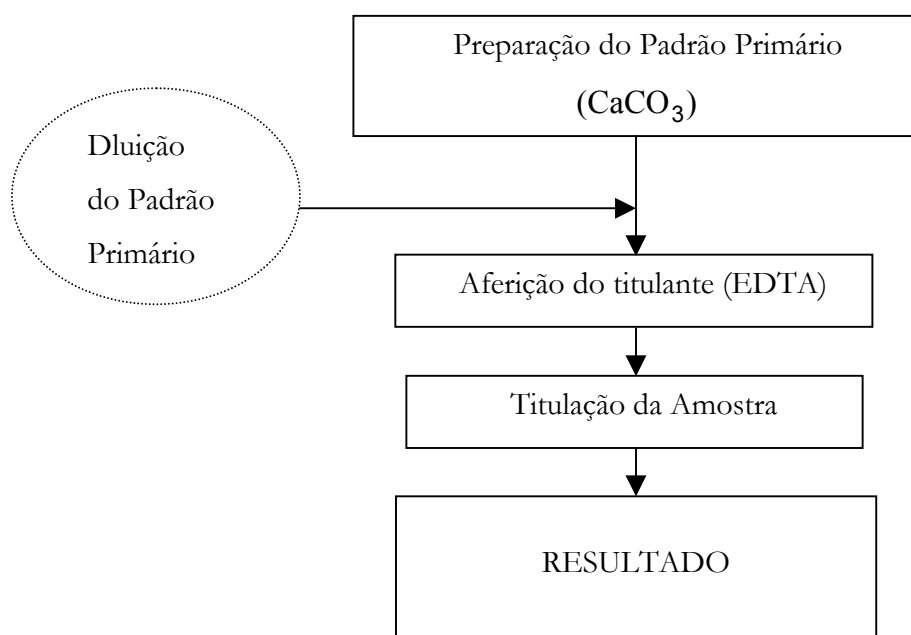 Preparação do Padrão Primário
(CaCO₃)
Dluição
do Padrão
Primário
Aferição do titulante (EDTA)
Titulação da Amostra
RESULTADO